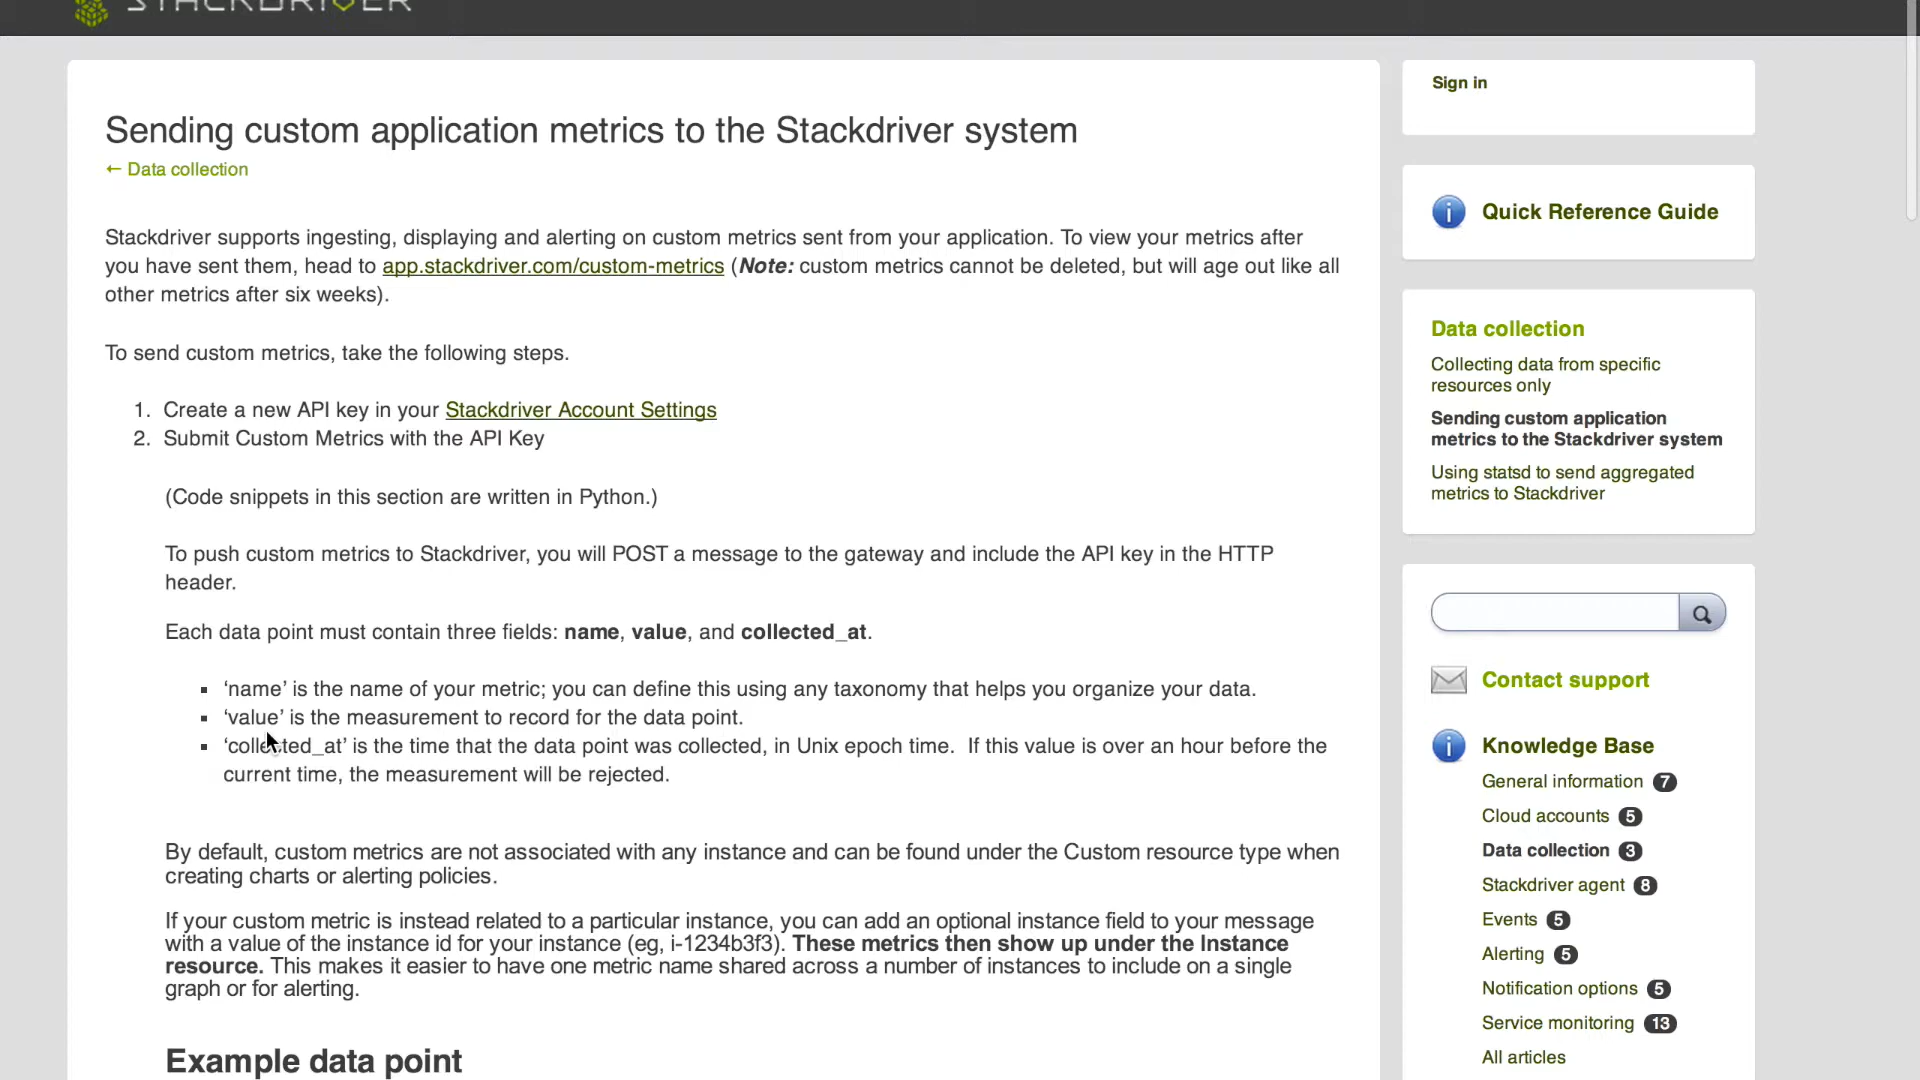 STACKDRIVER
Sending custom application metrics to the Stackdriver system
← Data collection
Stackdriver supports ingesting, displaying and alerting on custom metrics sent from your application. To view your metrics after
you have sent them, head to app.stackdriver.com/custom-metrics (Note: custom metrics cannot be deleted, but will age out like all
other metrics after six weeks).
To send custom metrics, take the following steps.
1. Create a new API key in your Stackdriver Account Settings
2. Submit Custom Metrics with the API Key
(Code snippets in this section are written in Python.)
To push custom metrics to Stackdriver, you will POST a message to the gateway and include the API key in the HTTP
header.
Each data point must contain three fields: name, value, and collected_at.
▪ ‘name’ is the name of your metric; you can define this using any taxonomy that helps you organize your data.
▪ ‘value’ is the measurement to record for the data point.
▪ ‘collected_at’ is the time that the data point was collected, in Unix epoch time.  If this value is over an hour before the
current time, the measurement will be rejected.
By default, custom metrics are not associated with any instance and can be found under the Custom resource type when
creating charts or alerting policies.
If your custom metric is instead related to a particular instance, you can add an optional instance field to your message
with a value of the instance id for your instance (eg, i-1234b3f3). These metrics then show up under the Instance
resource. This makes it easier to have one metric name shared across a number of instances to include on a single
graph or for alerting.
Example data point
Sign in
Quick Reference Guide
Data collection
Collecting data from specific
resources only
Sending custom application
metrics to the Stackdriver system
Using statsd to send aggregated
metrics to Stackdriver
Contact support
Knowledge Base
General information 7
Cloud accounts 5
Data collection 3
Stackdriver agent 8
Events 5
Alerting 5
Notification options 5
Service monitoring 13
All articles